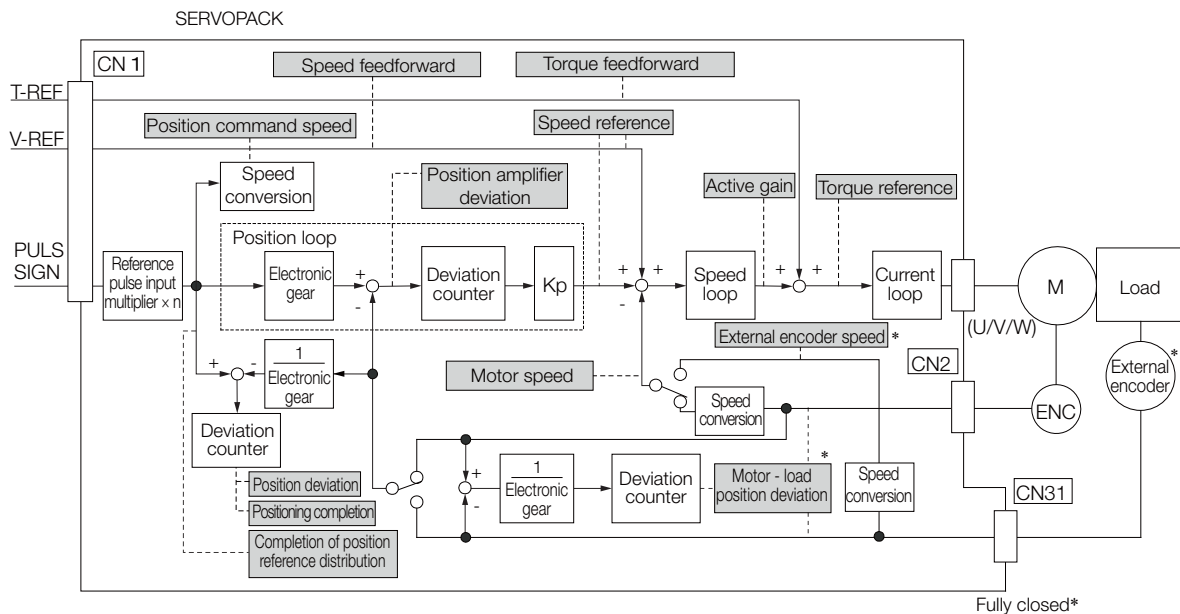 SERVOPACK
CN 1
Speed feedforward
Torque feedforward
T-REF
Position command speed
Speed reference
V-REF
Speed
conversion
Position amplifier
deviation
Active gain
Torque reference
Position loop
PULS
SIGN
Reference
pulse input
multiplier × n
Electronic
gear
+
-
Deviation
counter
Kp
+
+
-
Speed
loop
+
+
+
Current
loop
M
Load
(U/V/W)
External encoder speed *
CN2
External
encoder
*
+
-
1
Electronic
gear
Motor speed
Speed
conversion
ENC
Deviation
counter
Position deviation
Positioning completion
Completion of position
reference distribution
+
-
1
Electronic
gear
Deviation
counter
Motor - load
position deviation
*
Speed
conversion
CN31
Fully closed*